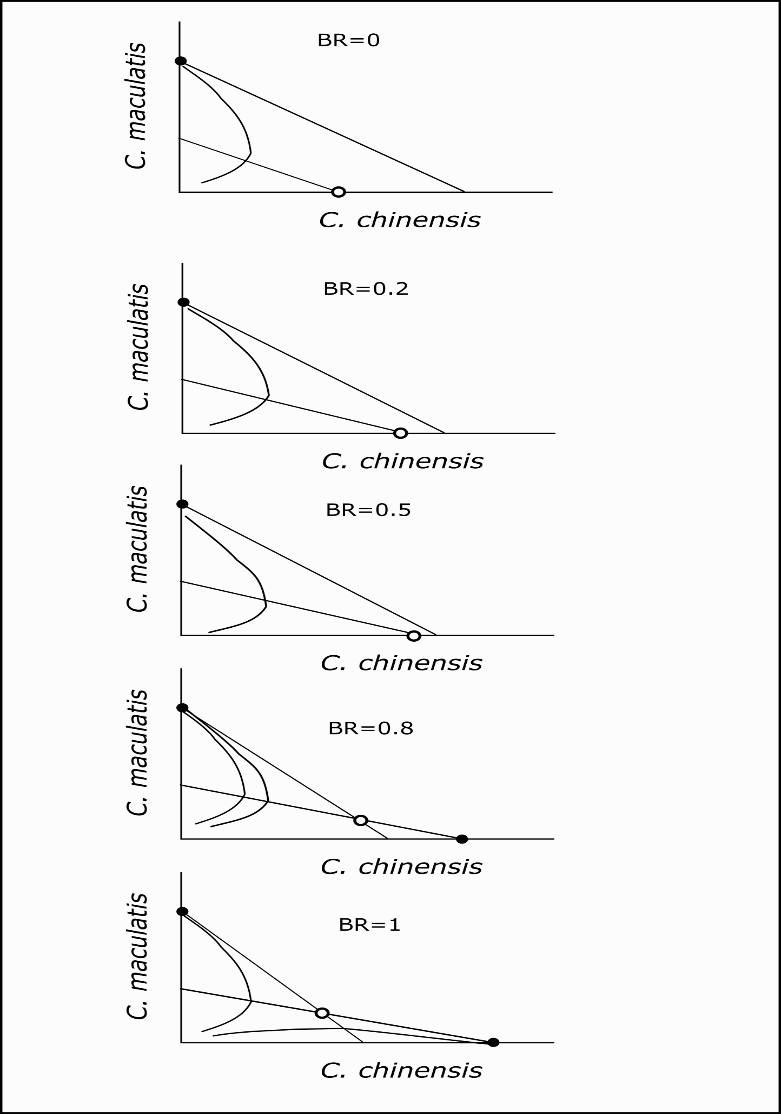 BR=0
C. maculatis
C. chinensis
BR=0.2
C. maculatis
C. chinensis
BR=0.5
C. maculatis
C. chinensis
BR=0.8
C. maculatis
C. chinensis
BR=1
C. maculatis
C. chinensis